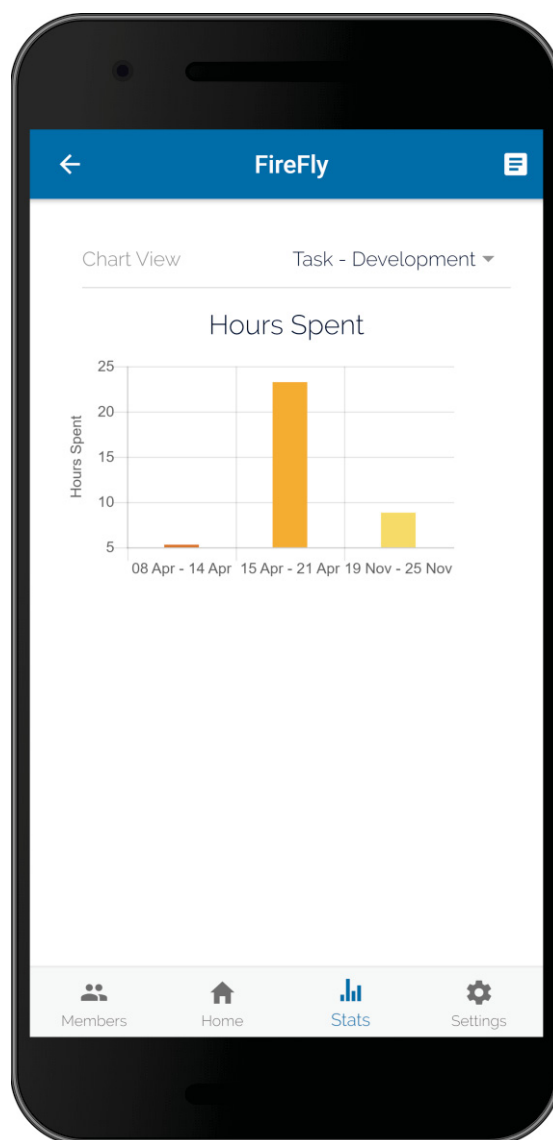 FireFly
Chart View Task - Development
Hours Spent
25
20
15
10
5
Hours Spent
08 Apr - 14 Apr 15 Apr - 21 Apr 19 Nov - 25 Nov
Members Home Stats Settings